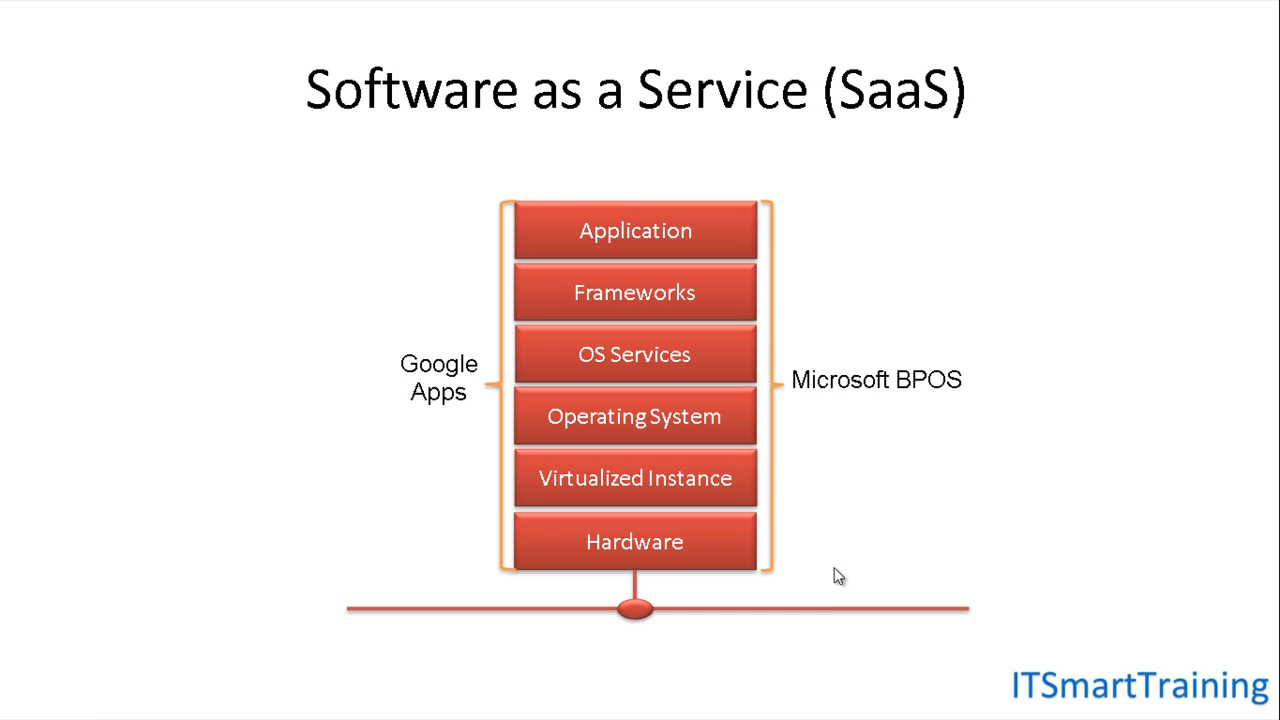 Software as a Service (SaaS)
Application
Frameworks
OS Services
Google
Apps
Microsoft BPOS
Operating System
Virtualized Instance
Hardware
ITSmartTraining